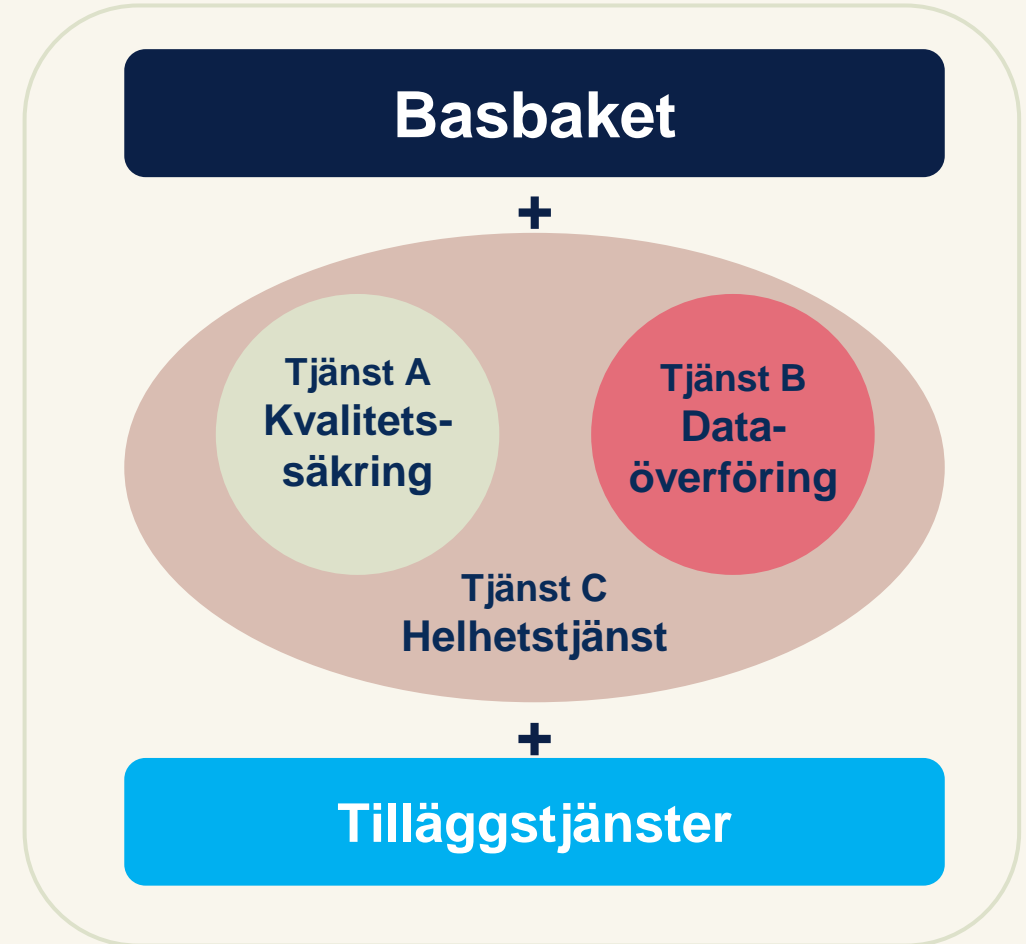 Basbaket
+
Tjänst A
Kvalitets-
säkring
Tjänst B
Data-
överföring
Tjänst C
Helhetstjänst
+
Tilläggstjänster